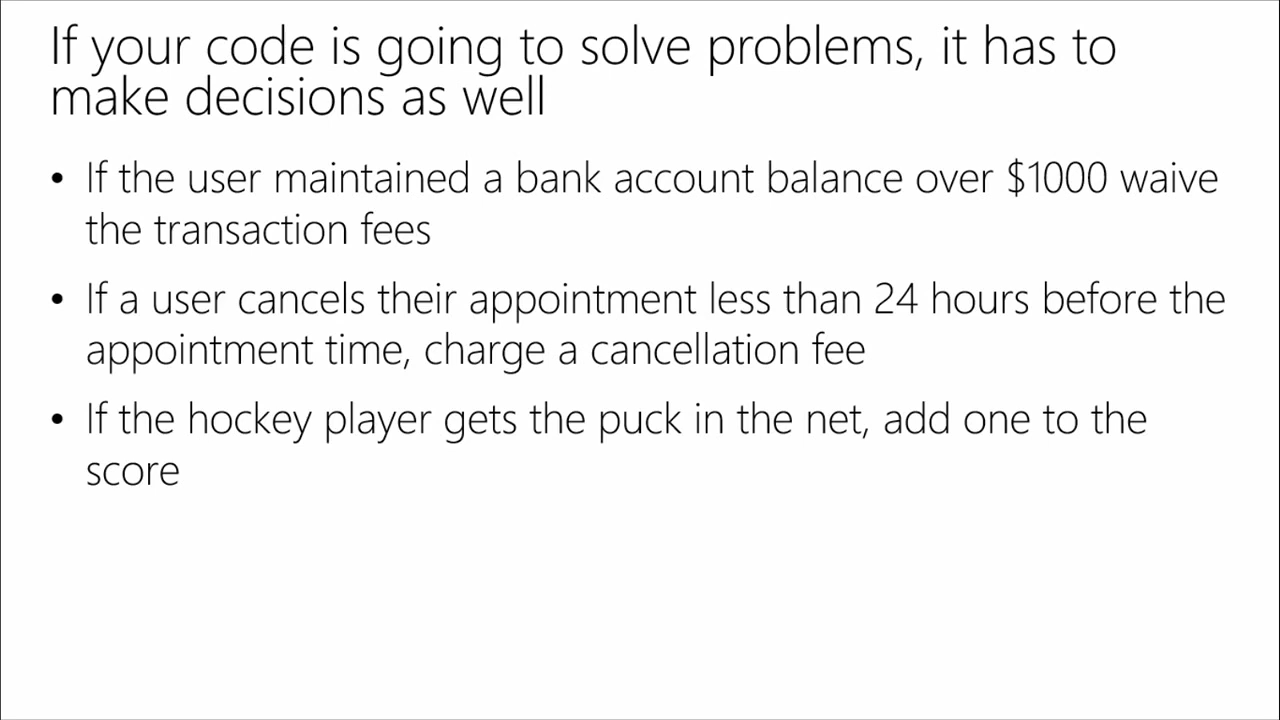 If your code is going to solve problems, it has to
make decisions as well
• If the user maintained a bank account balance over $1000 waive
the transaction fees
• If a user cancels their appointment less than 24 hours before the
appointment time, charge a cancellation fee
• If the hockey player gets the puck in the net, add one to the
score